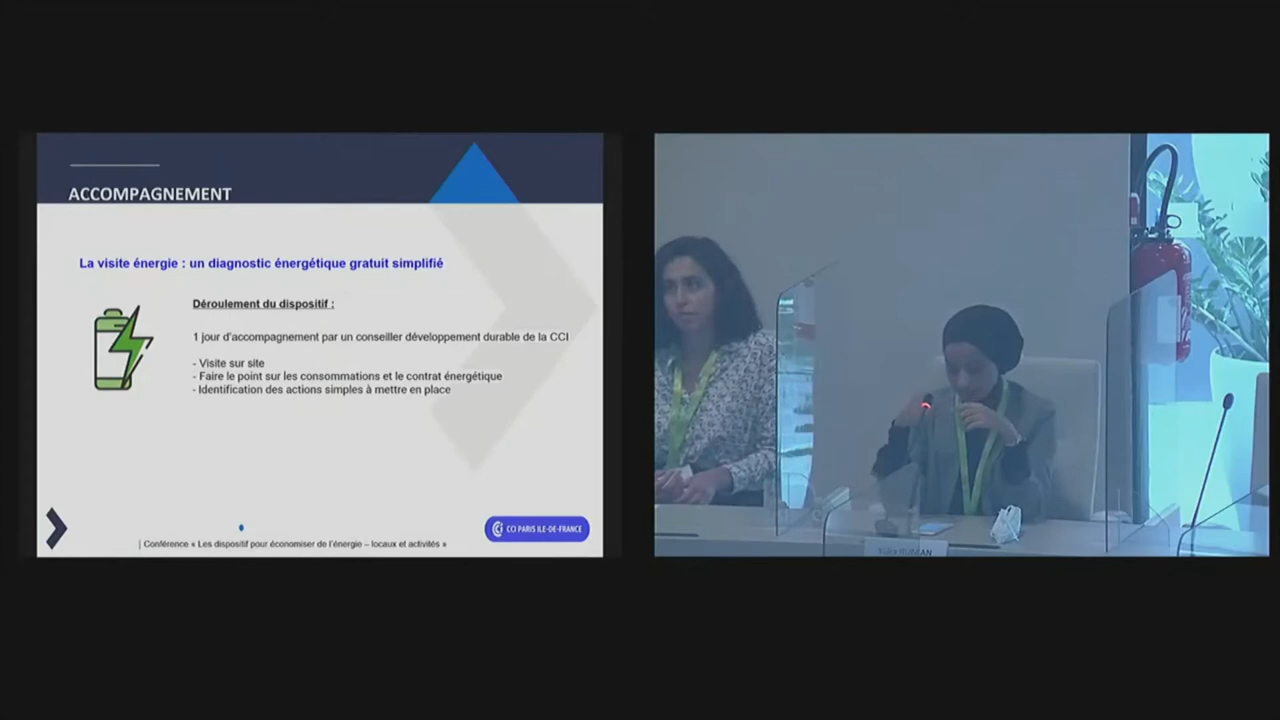 ACCOMPAGNEMENT
La visite énergie : un diagnostic énergétique gratuit simplifié
Déroulement du dispositif :
1 jour d'accompagnement par un conseiller développement durable de la CCI
- Visite sur site
- Faire le point sur les consommations et le contrat énergétique
- Identification des actions simples à mettre en place
CCI PARIS ILE-DE-FRANCE
| Conférence « Les dispositif pour économiser de l'énergie – locaux et activités »